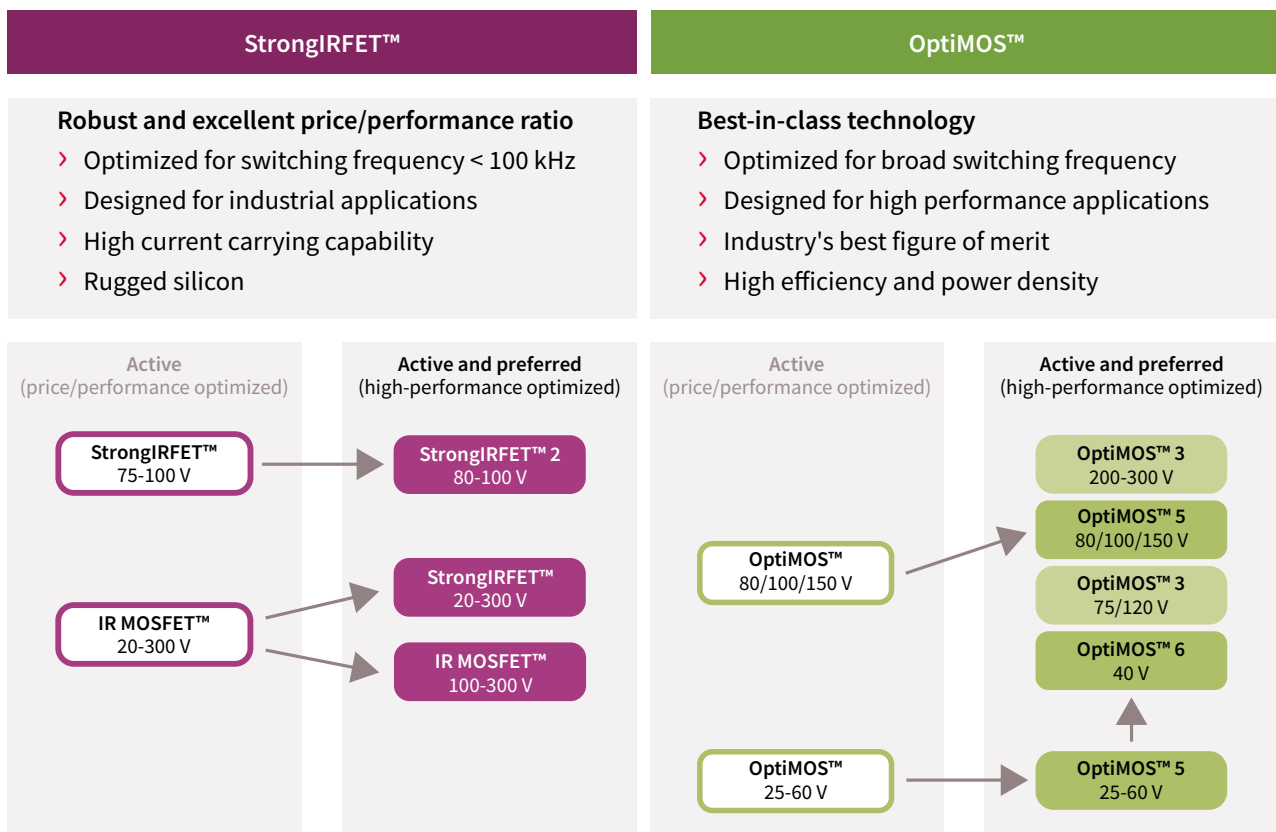 StrongIRFET™
Robust and excellent price/performance ratio
› Optimized for switching frequency < 100 kHz
› Designed for industrial applications
› High current carrying capability
› Rugged silicon
Active
(price/performance optimized)
Active and preferred
(high-performance optimized)
StrongIRFET™
75-100 V
StrongIRFET™ 2
80-100 V
IR MOSFET™
20-300 V
StrongIRFET™
20-300 V
IR MOSFET™
100-300 V
OptiMOS™
Best-in-class technology
› Optimized for broad switching frequency
› Designed for high performance applications
› Industry's best figure of merit
› High efficiency and power density
Active
(price/performance optimized)
Active and preferred
(high-performance optimized)
OptiMOS™
80/100/150 V
OptiMOS™ 3
200-300 V
OptiMOS™ 5
80/100/150 V
OptiMOS™ 3
75/120 V
OptiMOS™ 6
40 V
OptiMOS™
25-60 V
OptiMOS™ 5
25-60 V